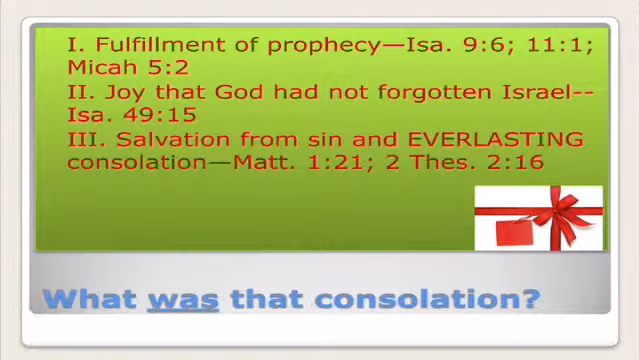 I. Fulfillment of prophecy—Isa. 9:6; 11:1;
Micah 5:2
II. Joy that God had not forgotten Israel--
Isa. 49:15
III. Salvation from sin and EVERLASTING
consolation—Matt. 1:21; 2 Thes. 2:16
What was that consolation?